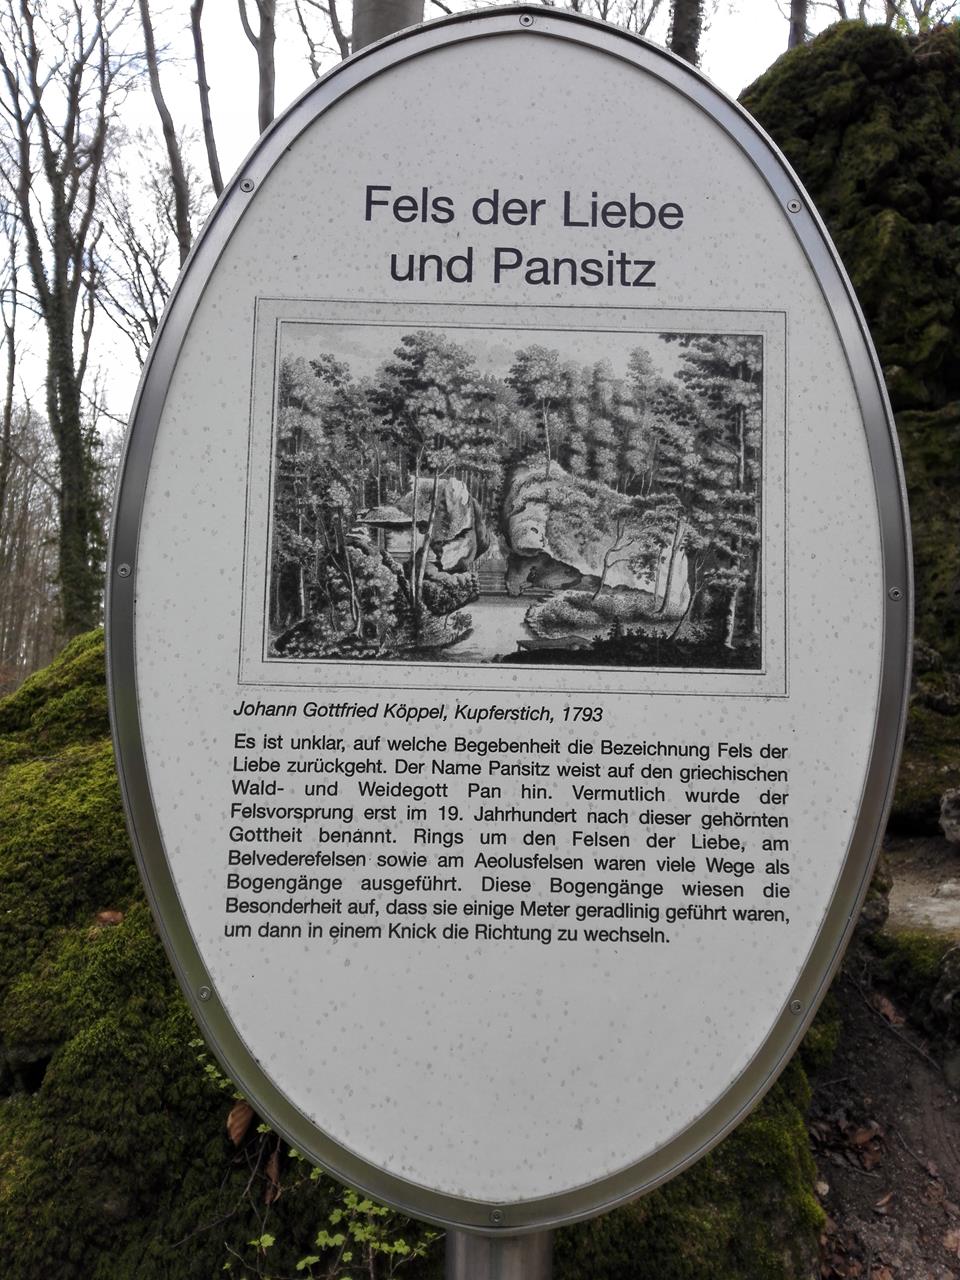 Fels der Liebe
und Pansitz
Johann Gottfried Köppel, Kupferstich, 1793
Es ist unklar, auf welche Begebenheit die Bezeichnung Fels der
Liebe zurückgeht. Der Name Pansitz weist auf den griechischen
Wald- und Weidegott Pan hin. Vermutlich wurde der
Felsvorsprung erst im 19. Jahrhundert nach dieser gehörnten
Gottheit benannt. Rings um den Felsen der Liebe, am
Belvederefelsen sowie am Aeolusfelsen waren viele Wege als
Bogengänge ausgeführt. Diese Bogengänge wiesen die
Besonderheit auf, dass sie einige Meter geradlinig geführt waren,
um dann in einem Knick die Richtung zu wechseln.